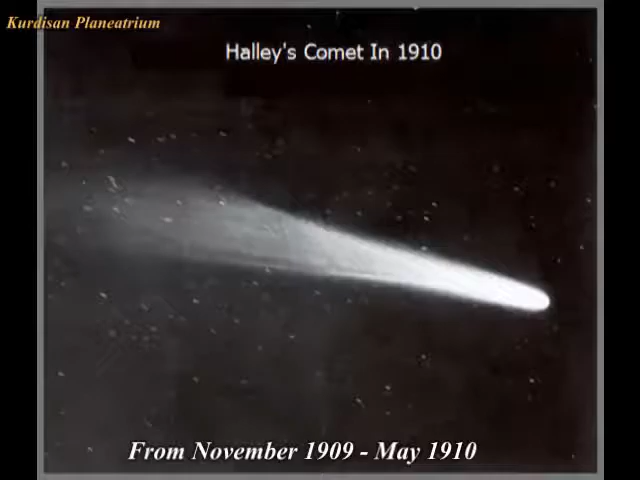 Kurdisan Planeatrium
Halley's Comet In 1910
From November 1909 - May 1910